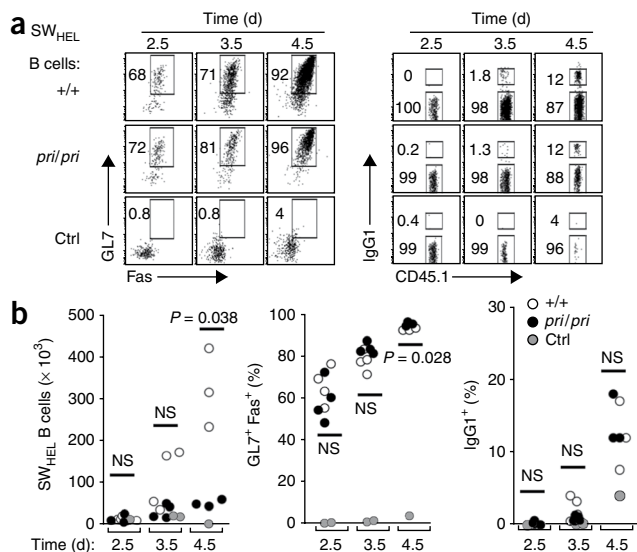 a
Time (d)
Time (d)
SWHEL
B cells:
2.5 3.5 4.5
2.5 3.5 4.5
+/+
68 71 92
0 1.8 12
100 98 87
pri/pri
72 81 96
0.2 1.3 12
99 98 88
Ctrl
0.8 0.8 4
0.4 0 4
99 99 96
GL7
Fas
IgG1
CD45.1
b
SWHEL B cells (× 10³)
500
400
300
200
100
0
NS
NS
P = 0.038
Time (d): 2.5 3.5 4.5
GL7+ Fas+ (%)
100
80
60
40
20
0
NS
NS
P = 0.028
2.5 3.5 4.5
IgG1+ (%)
30
20
10
0
NS
NS
NS
2.5 3.5 4.5
+/+
pri/pri
Ctrl